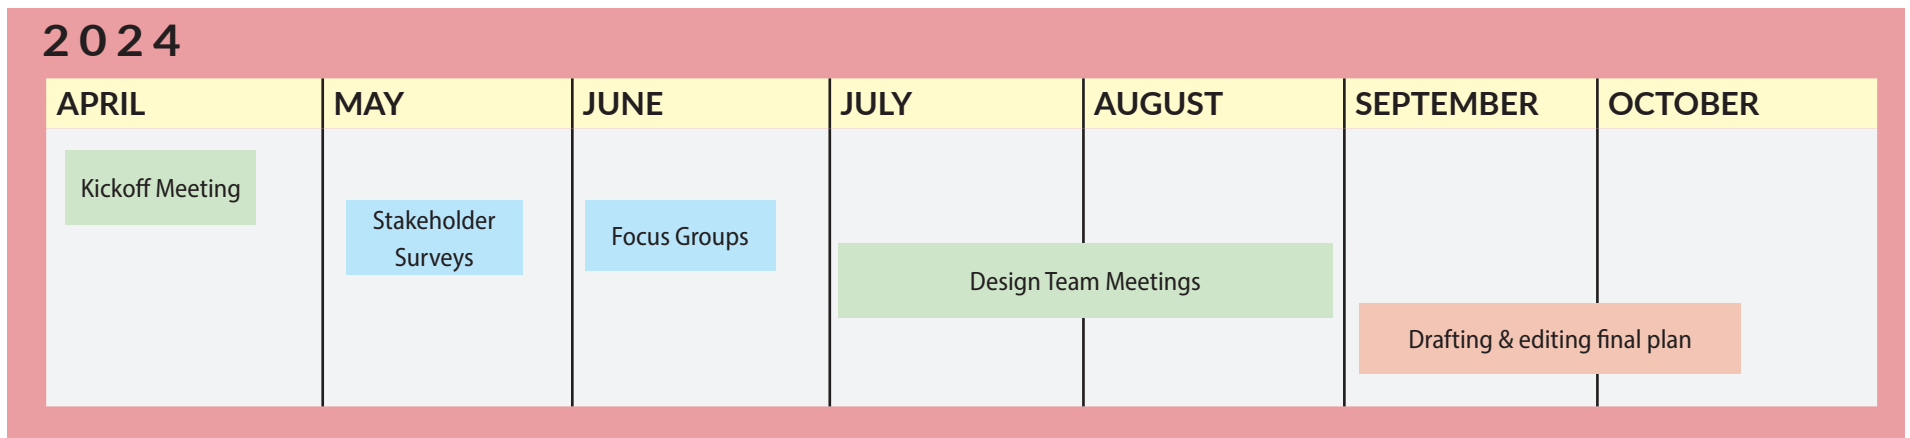 2024
APRIL MAY JUNE JULY AUGUST SEPTEMBER OCTOBER
Kickoff Meeting
Stakeholder
Surveys
Focus Groups
Design Team Meetings
Drafting & editing final plan